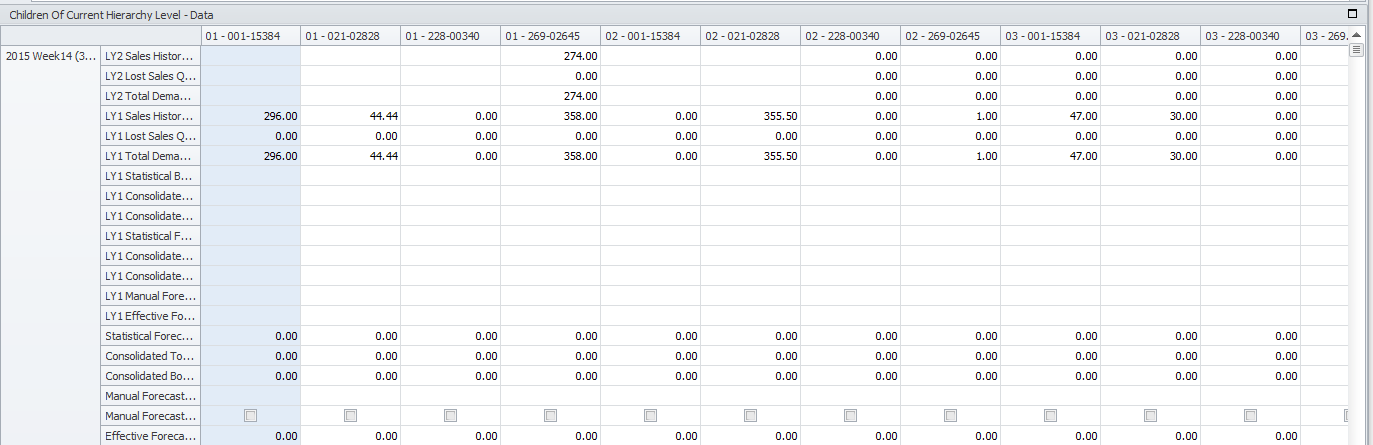 Children Of Current Hierarchy Level - Data
01 - 001-15384 01 - 021-02828 01 - 228-00340 01 - 269-02645 02 - 001-15384 02 - 021-02828 02 - 228-00340 02 - 269-02645 03 - 001-15384 03 - 021-02828 03 - 228-00340 03 - 269.
2015 Week14 (3... LY2 Sales Histor... 274.00 0.00 0.00 0.00 0.00 0.00
LY2 Lost Sales Q... 0.00 0.00 0.00 0.00 0.00 0.00
LY2 Total Dema... 274.00 0.00 0.00 0.00 0.00 0.00
LY1 Sales Histor... 296.00 44.44 0.00 358.00 0.00 355.50 0.00 1.00 47.00 30.00 0.00
LY1 Lost Sales Q... 0.00 0.00 0.00 0.00 0.00 0.00 0.00 0.00 0.00 0.00 0.00
LY1 Total Dema... 296.00 44.44 0.00 358.00 0.00 355.50 0.00 1.00 47.00 30.00 0.00
LY1 Statistical B...
LY1 Consolidate...
LY1 Consolidate...
LY1 Statistical F...
LY1 Consolidate...
LY1 Consolidate...
LY1 Manual Fore...
LY1 Effective Fo...
Statistical Forec... 0.00 0.00 0.00 0.00 0.00 0.00 0.00 0.00 0.00 0.00 0.00
Consolidated To... 0.00 0.00 0.00 0.00 0.00 0.00 0.00 0.00 0.00 0.00 0.00
Consolidated Bo... 0.00 0.00 0.00 0.00 0.00 0.00 0.00 0.00 0.00 0.00 0.00
Manual Forecast...
Manual Forecast...
Effective Foreca... 0.00 0.00 0.00 0.00 0.00 0.00 0.00 0.00 0.00 0.00 0.00